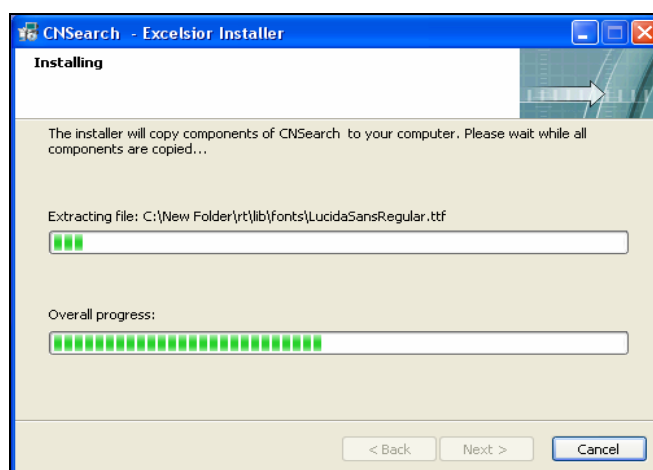 CNSearch - Excelsior Installer
Installing
The installer will copy components of CNSearch to your computer. Please wait while all
components are copied...
Extracting file: C:\New Folder\rt\lib\fonts\LucidaSansRegular.ttf
Overall progress:
< Back Next > Cancel